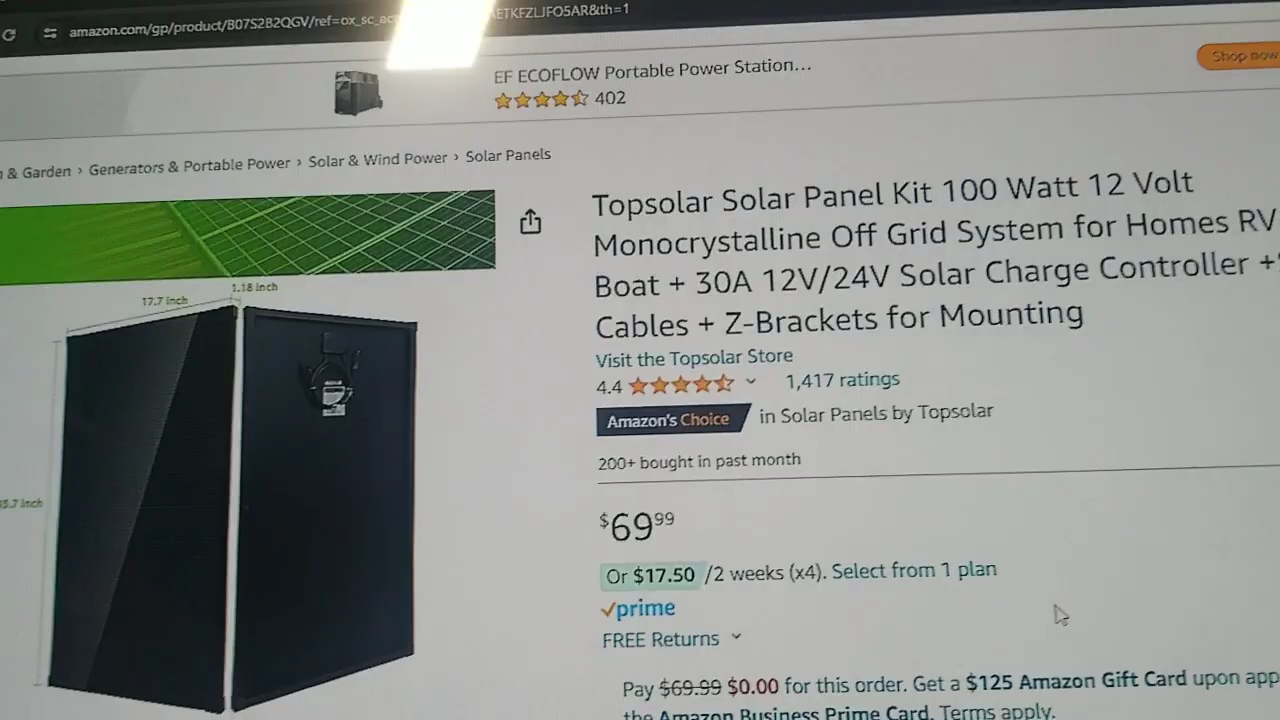 amazon.com/gp/product/B07S2B2QGV/ref=ox_sc_ac ETKFZLJFO5AR&th=1
EF ECOFLOW Portable Power Station...
Shop now
402
& Garden › Generators & Portable Power › Solar & Wind Power › Solar Panels
Topsolar Solar Panel Kit 100 Watt 12 Volt
Monocrystalline Off Grid System for Homes RV
Boat + 30A 12V/24V Solar Charge Controller +
Cables + Z-Brackets for Mounting
1.18 inch
17.7 inch
5.7 inch
Visit the Topsolar Store
4.4 1,417 ratings
Amazon's Choice in Solar Panels by Topsolar
200+ bought in past month
$69 99
Or $17.50 /2 weeks (x4). Select from 1 plan
prime
FREE Returns
Pay $69.99 $0.00 for this order. Get a $125 Amazon Gift Card upon app
the Amazon Business Prime Card. Terms apply.